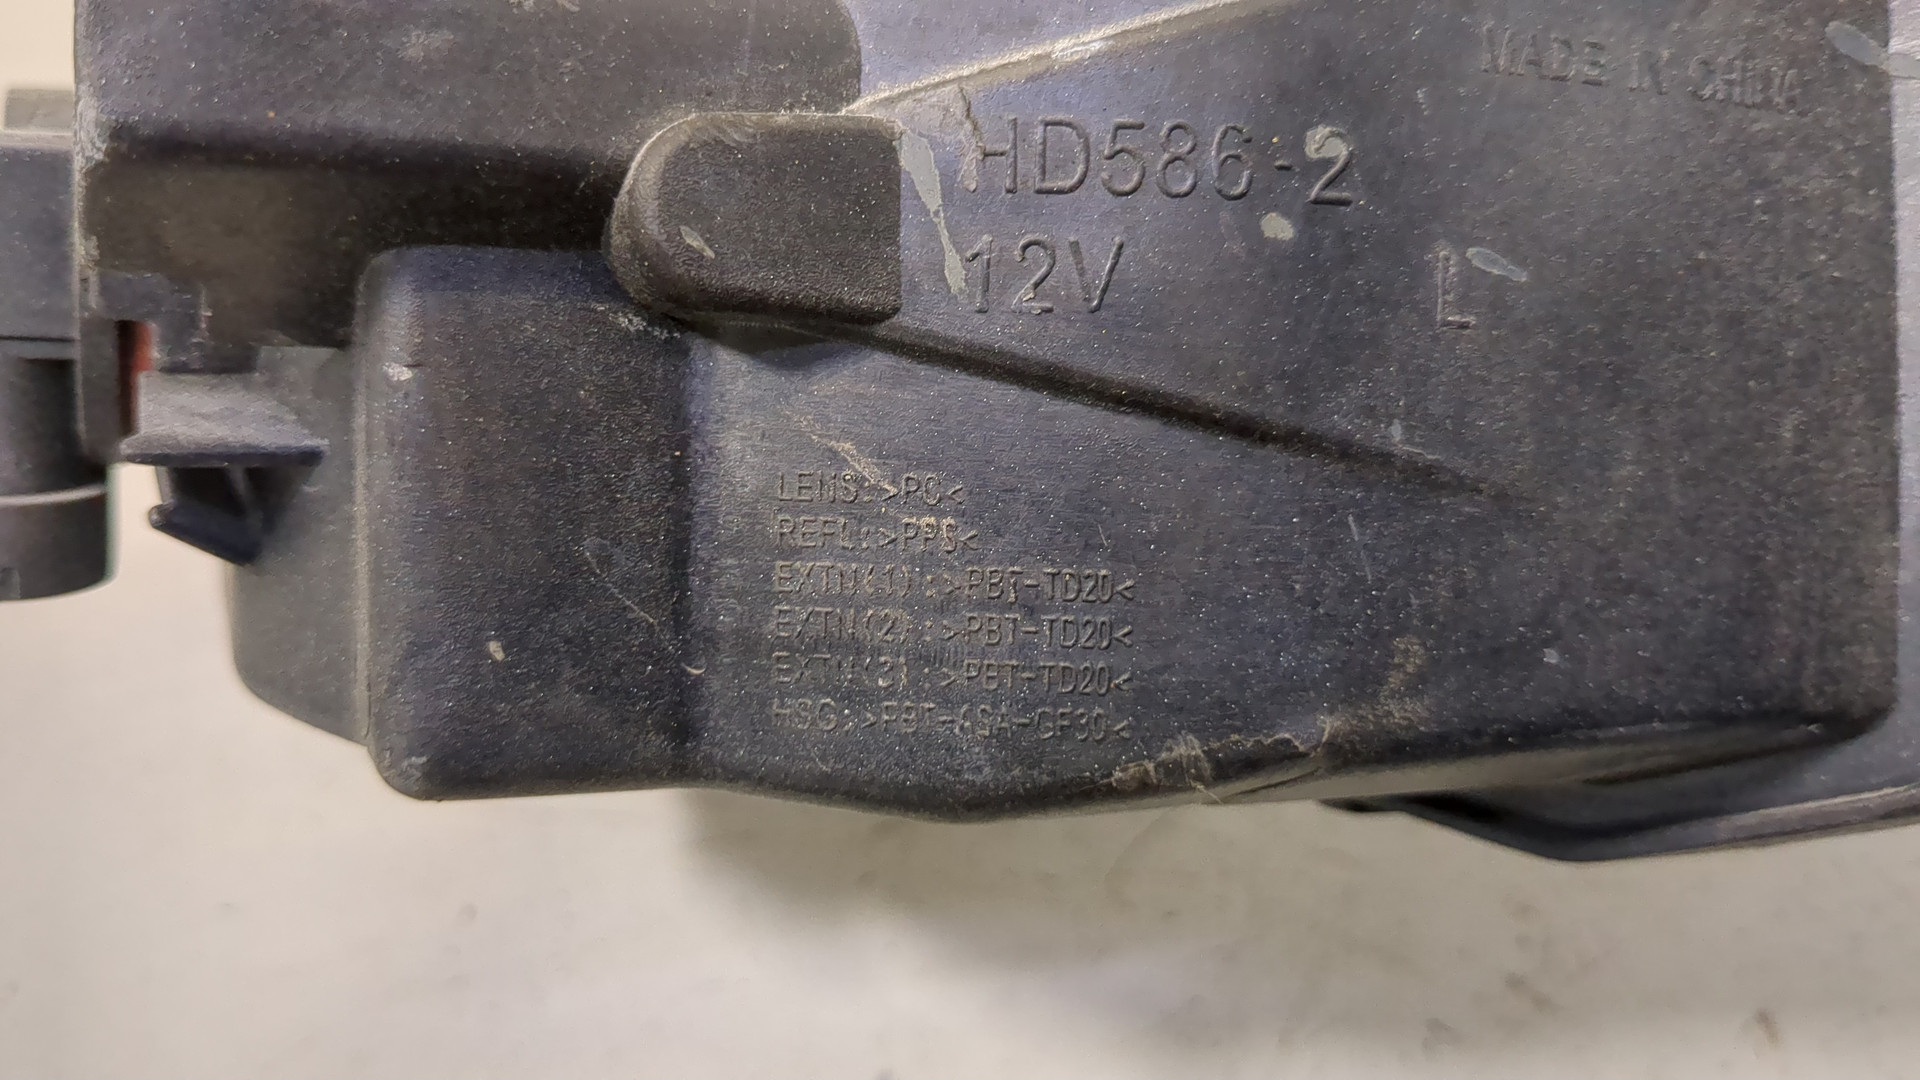 MADE IN CHINA
HD586-2
12V
L
LENS:>PC<
REFL:>PPS<
EXTN(1):>PBT-TD20<
EXTN(2):>PBT-TD20<
EXTN(3):>PBT-TD20<
HSG:>PBT-ASA-GF30<